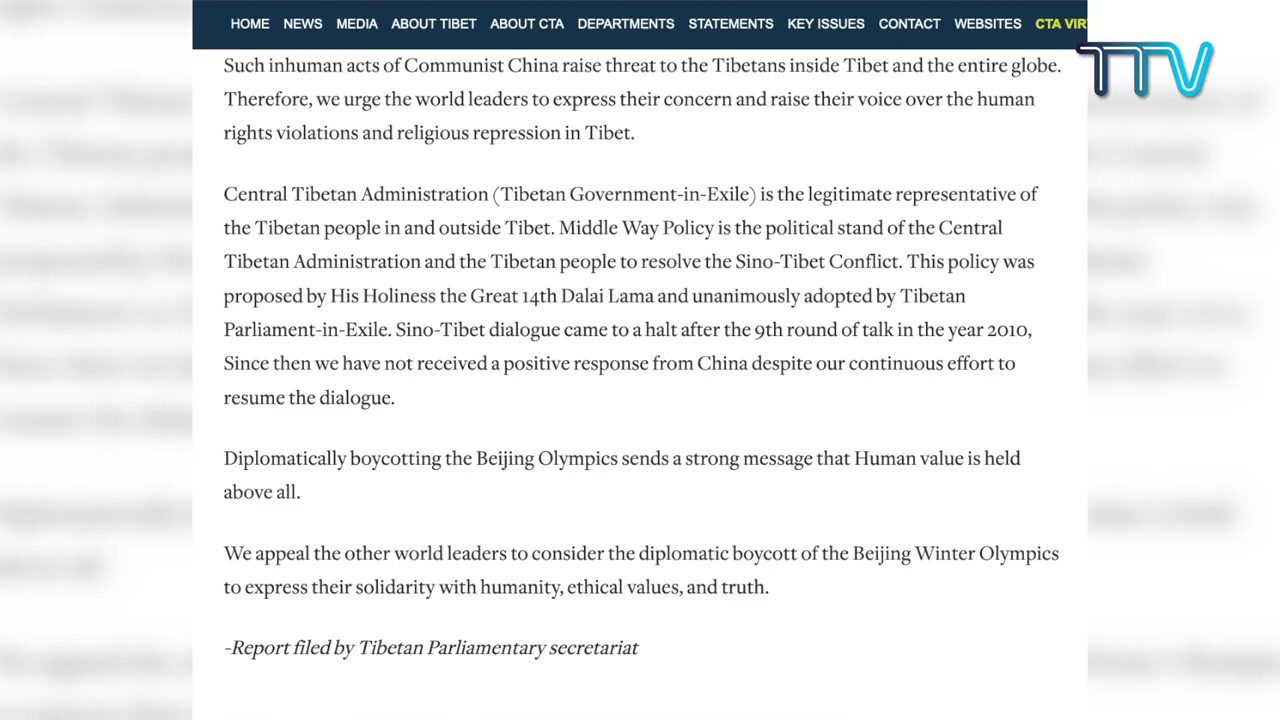 HOME NEWS MEDIA ABOUT TIBET ABOUT CTA DEPARTMENTS STATEMENTS KEY ISSUES CONTACT WEBSITES CTA
TTV
Such inhuman acts of Communist China raise threat to the Tibetans inside Tibet and the entire globe.
Therefore, we urge the world leaders to express their concern and raise their voice over the human
rights violations and religious repression in Tibet.
Central Tibetan Administration (Tibetan Government-in-Exile) is the legitimate representative of
the Tibetan people in and outside Tibet. Middle Way Policy is the political stand of the Central
Tibetan Administration and the Tibetan people to resolve the Sino-Tibet Conflict. This policy was
proposed by His Holiness the Great 14th Dalai Lama and unanimously adopted by Tibetan
Parliament-in-Exile. Sino-Tibet dialogue came to a halt after the 9th round of talk in the year 2010,
Since then we have not received a positive response from China despite our continuous effort to
resume the dialogue.
Diplomatically boycotting the Beijing Olympics sends a strong message that Human value is held
above all.
We appeal the other world leaders to consider the diplomatic boycott of the Beijing Winter Olympics
to express their solidarity with humanity, ethical values, and truth.
-Report filed by Tibetan Parliamentary secretariat